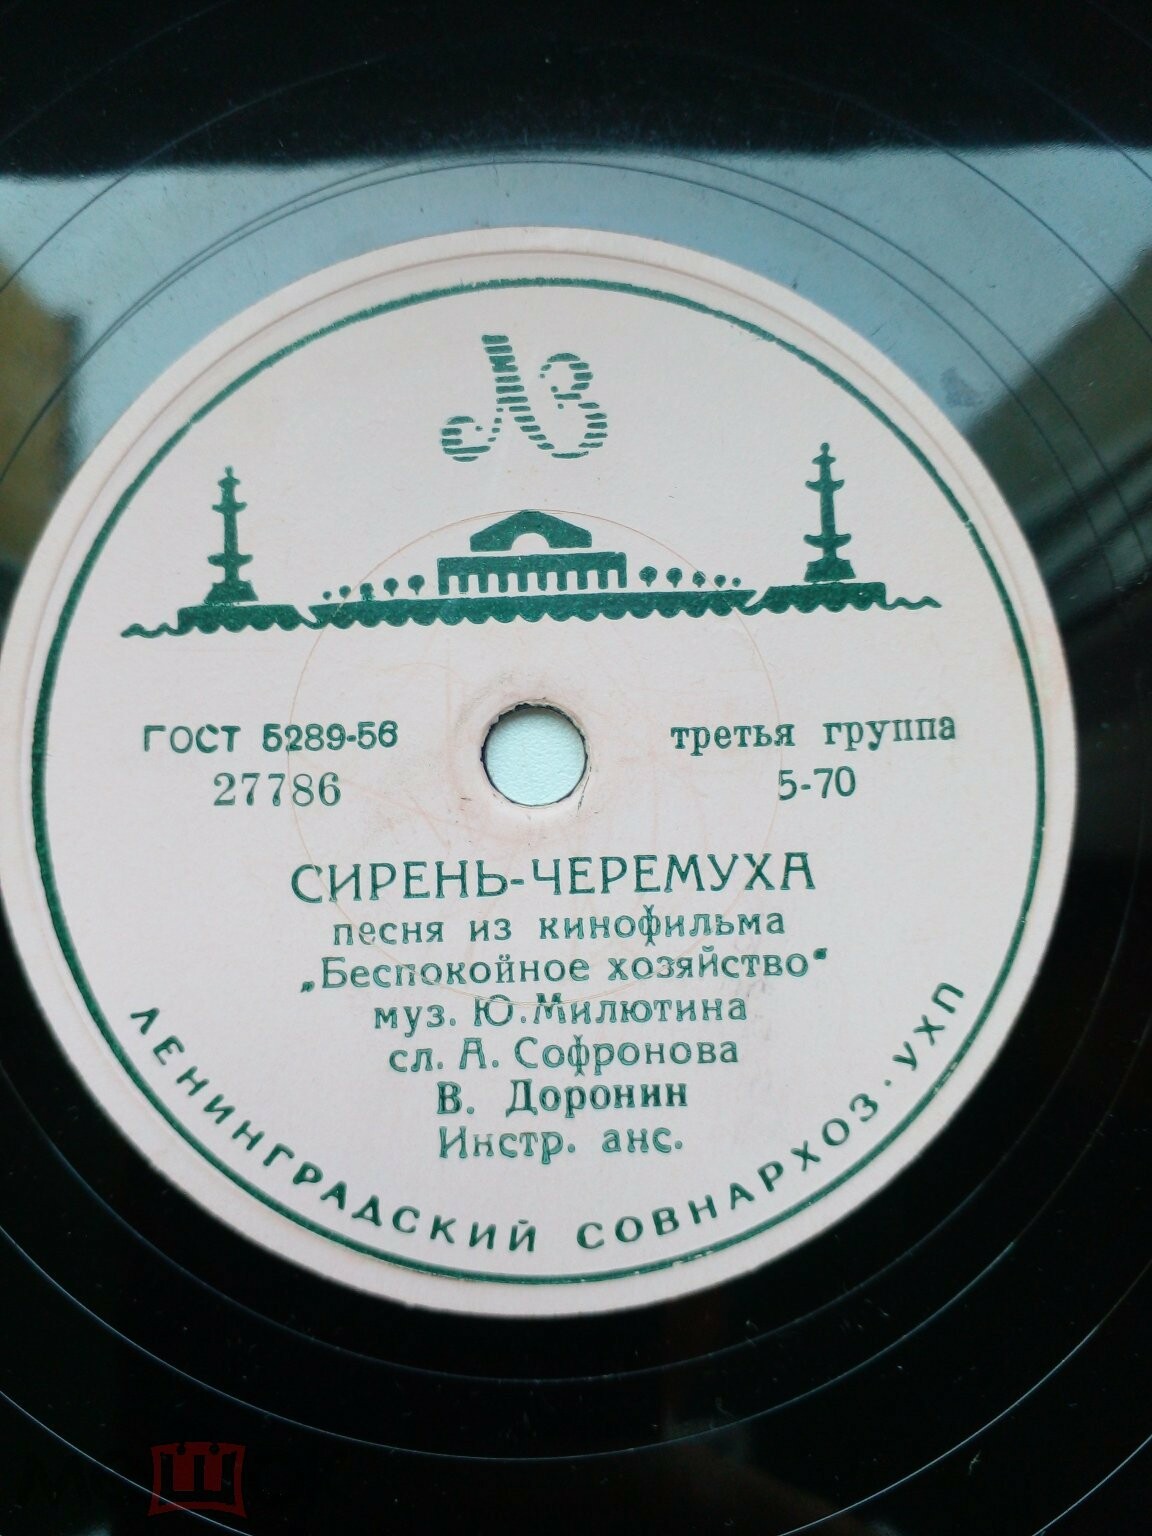 ЛЗ
ГОСТ 5289-56
27786
третья группа
5-70
СИРЕНЬ-ЧЕРЕМУХА
песня из кинофильма
„Беспокойное хозяйство“
муз. Ю. Милютина
сл. А. Софронова
В. Доронин
Инстр. анс.
ЛЕНИНГРАДСКИЙ СОВНАРХОЗ · УХП